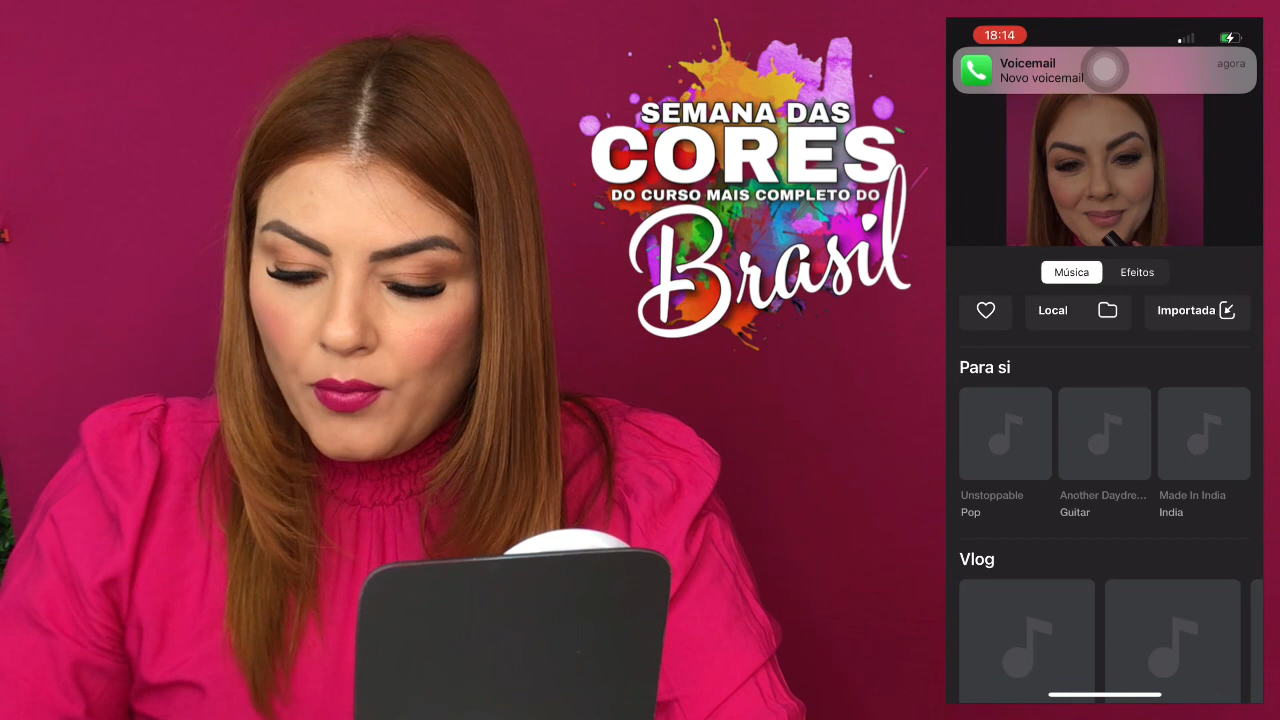 SEMANA DAS
CORES
DO CURSO MAIS COMPLETO DO
Brasil
18:14
Voicemail
agora
Novo voicemail
Música
Efeitos
Local
Importada
Para si
Unstoppable
Another Daydre...
Made In India
Pop
Guitar
India
Vlog